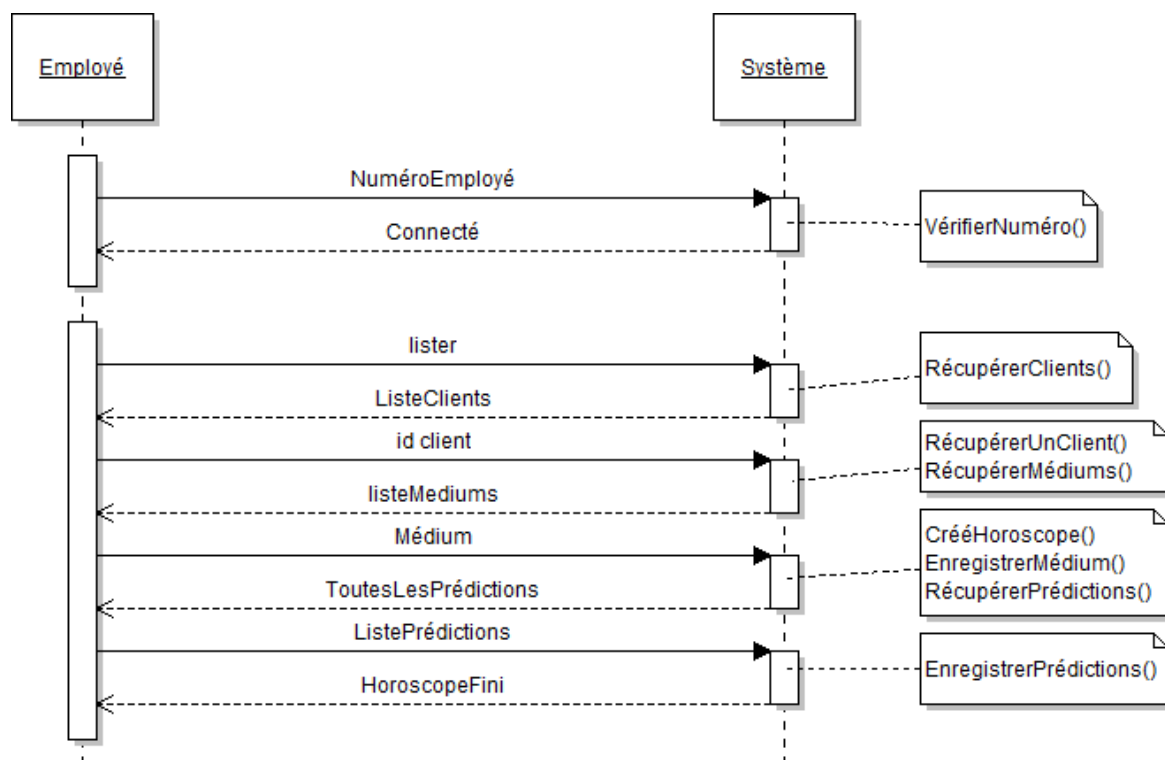 Employé
Système
NuméroEmployé
VérifierNuméro()
Connecté
lister
RécupérerClients()
ListeClients
id client
RécupérerUnClient()
RécupérerMédiums()
listeMediums
Médium
CrééHoroscope()
EnregistrerMédium()
RécupérerPrédictions()
ToutesLesPrédictions
ListePrédictions
EnregistrerPrédictions()
HoroscopeFini